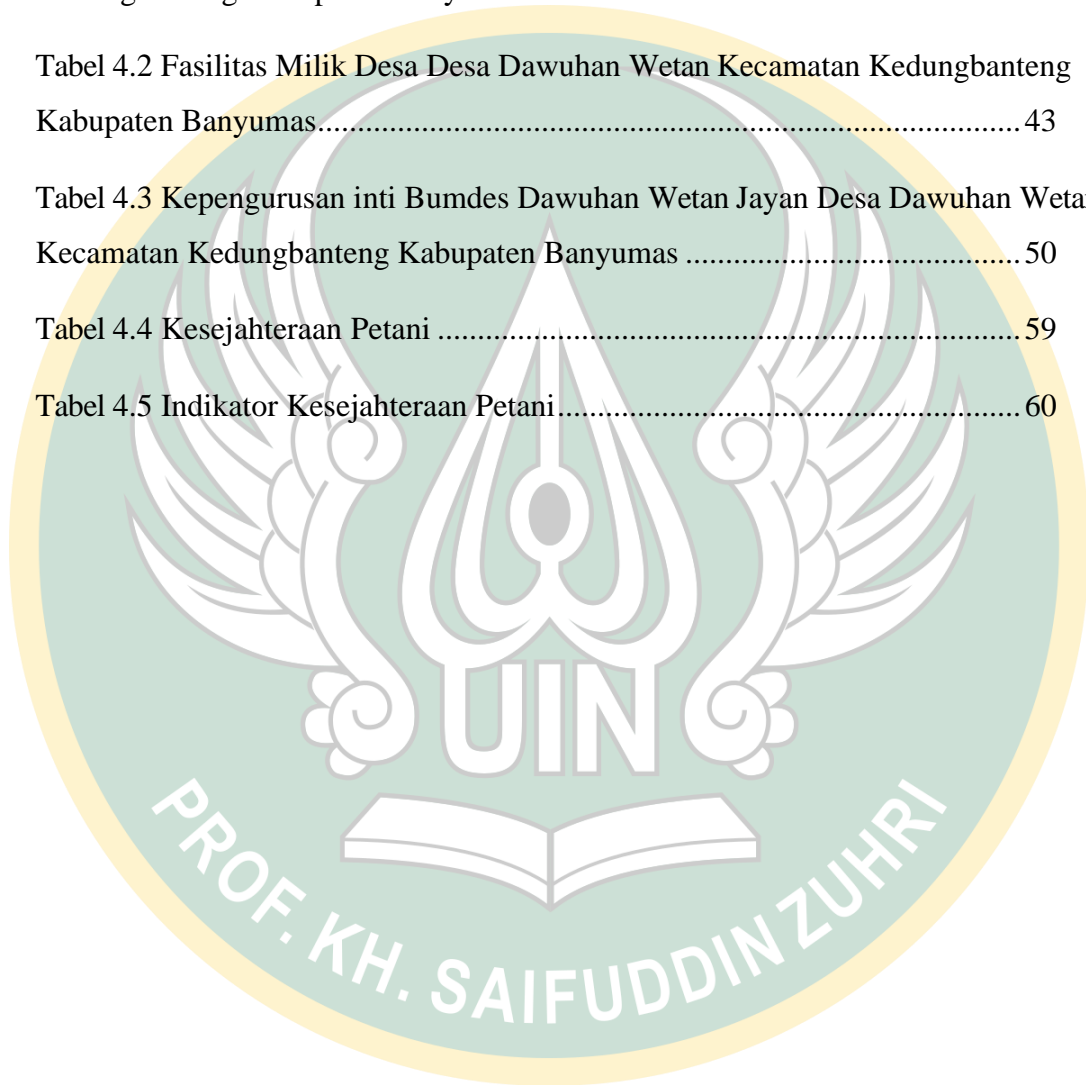 Tabel 4.2 Fasilitas Milik Desa Desa Dawuhan Wetan Kecamatan Kedungbanteng
Kabupaten Banyumas.......................................................................................43
Tabel 4.3 Kepengurusan inti Bumdes Dawuhan Wetan Jayan Desa Dawuhan
Kecamatan Kedungbanteng Kabupaten Banyumas .........................................50
Tabel 4.4 Kesejahteraan Petani ........................................................................59
Tabel 4.5 Indikator Kesejahteraan Petani.........................................................60
UIN
PROF. KH. SAIFUDDIN ZUHRI